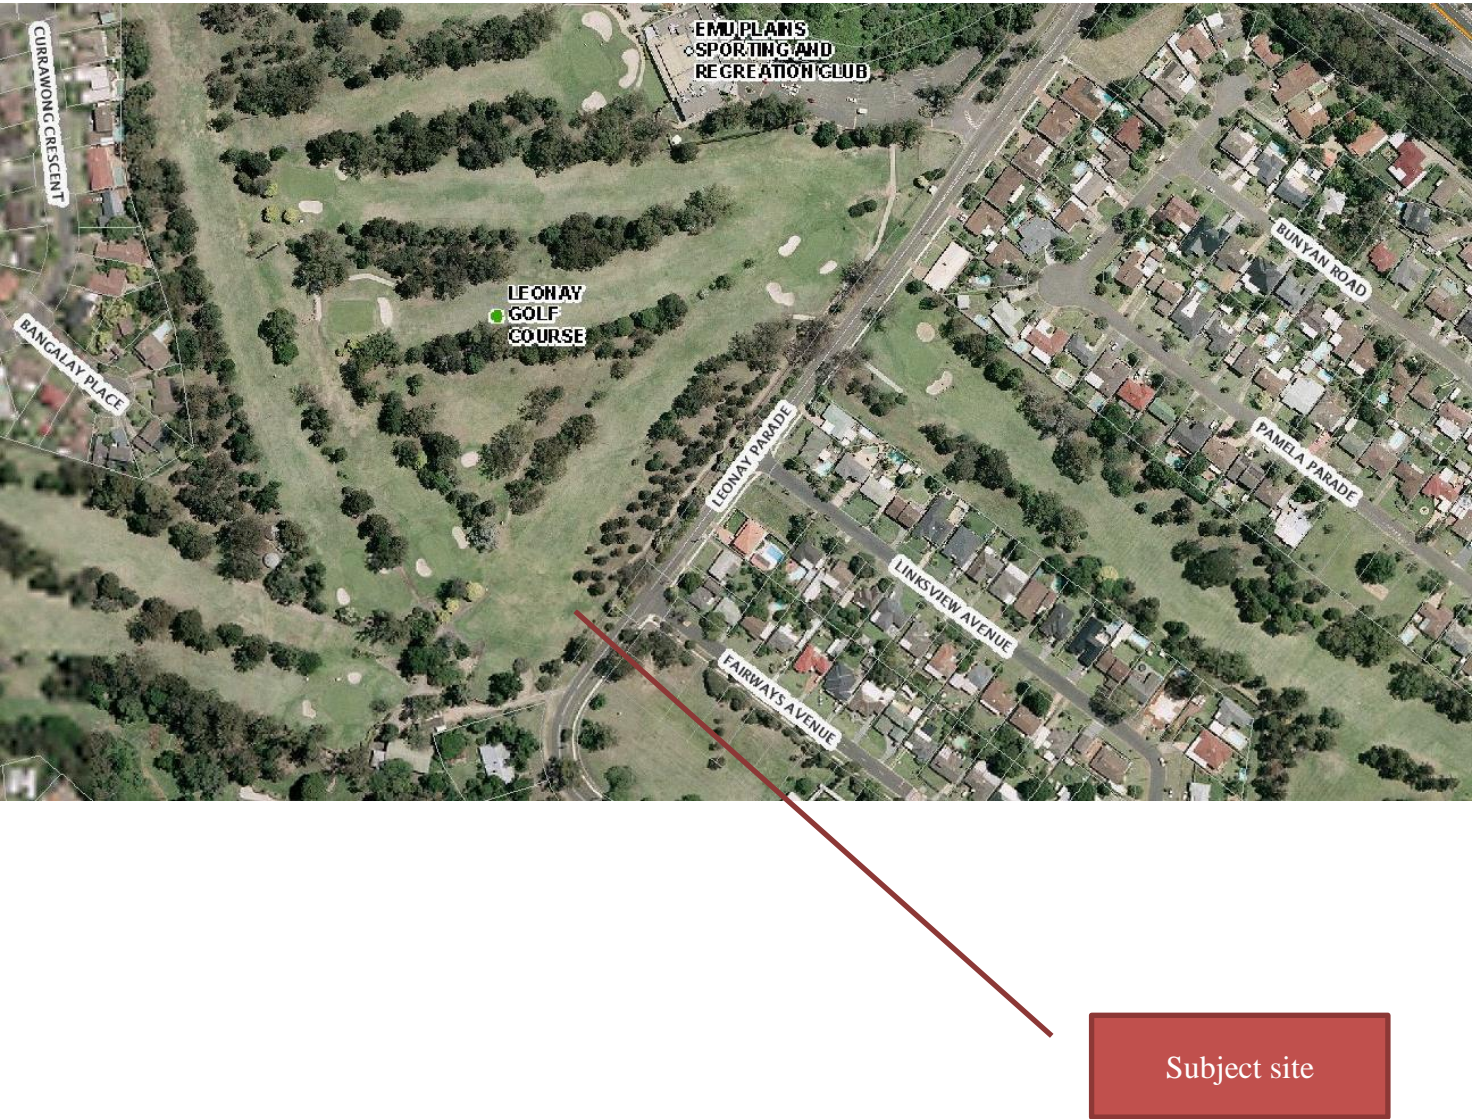 EMU PLAINS
SPORTING AND
RECREATION CLUB
CURRAWONG CRESCENT
BUNYAN ROAD
LEONAY
GOLF
COURSE
BANGALAY PLACE
LEONAY PARADE
PAMELA PARADE
LINKSVIEW AVENUE
FAIRWAYS AVENUE
Subject site